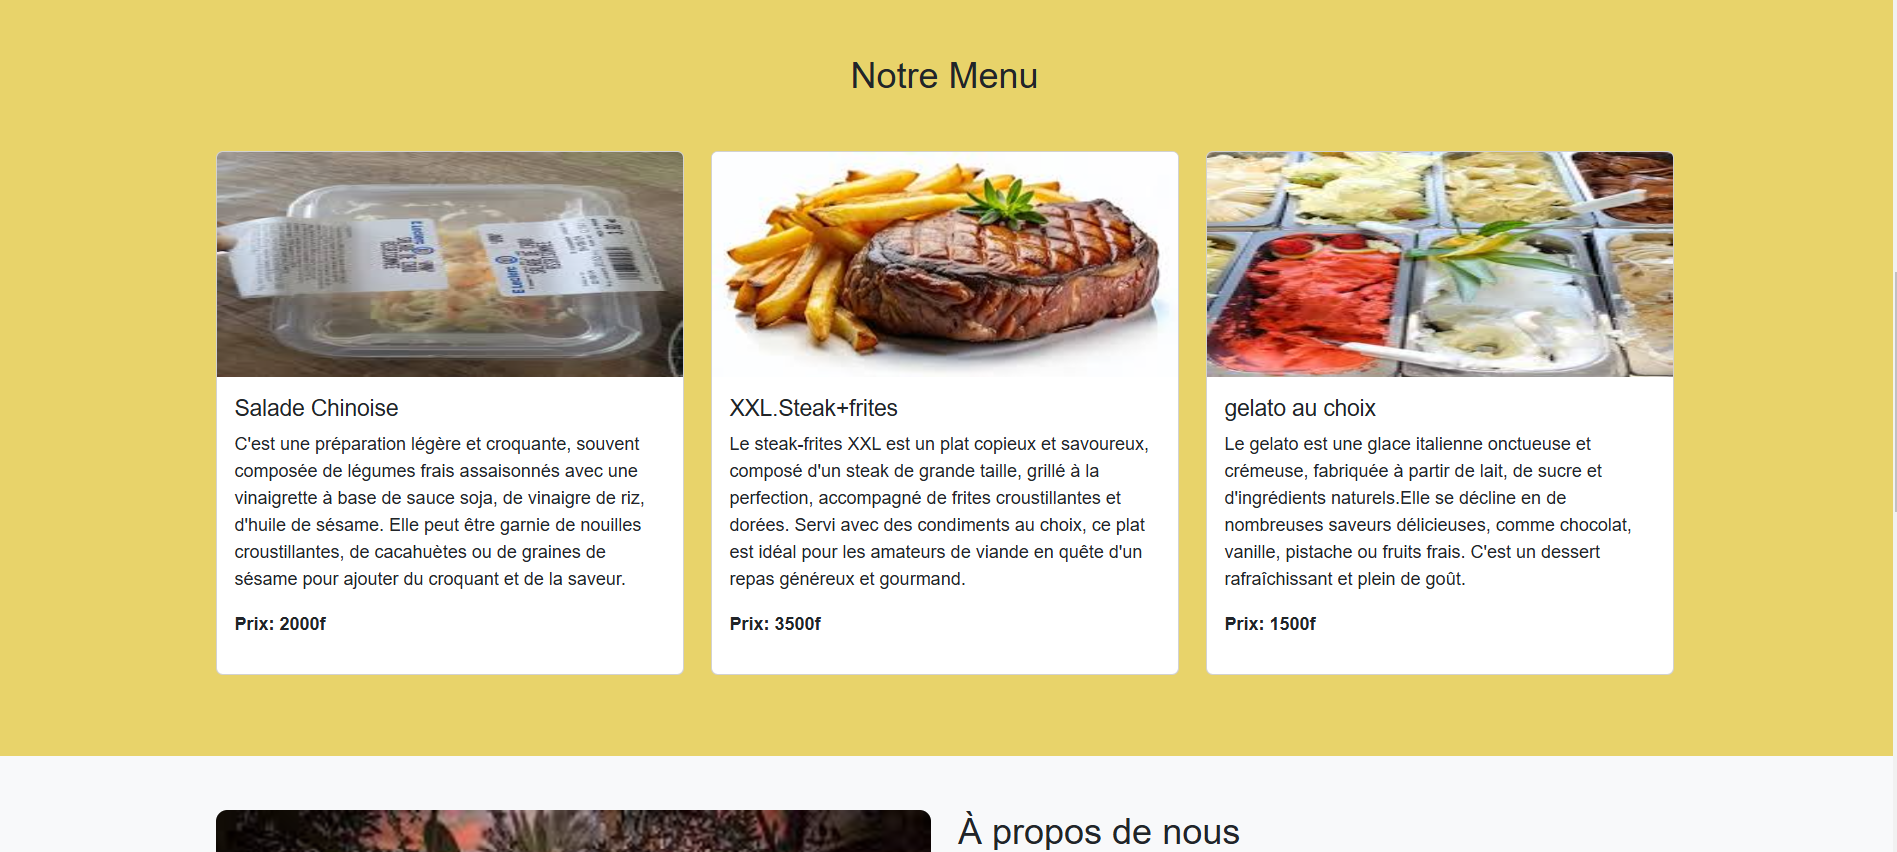 Notre Menu
E.Leclerc
Salade Chinoise
C'est une préparation légère et croquante, souvent
composée de légumes frais assaisonnés avec une
vinaigrette à base de sauce soja, de vinaigre de riz,
d'huile de sésame. Elle peut être garnie de nouilles
croustillantes, de cacahuètes ou de graines de
sésame pour ajouter du croquant et de la saveur.
Prix: 2000f
XXL.Steak+frites
Le steak-frites XXL est un plat copieux et savoureux,
composé d'un steak de grande taille, grillé à la
perfection, accompagné de frites croustillantes et
dorées. Servi avec des condiments au choix, ce plat
est idéal pour les amateurs de viande en quête d'un
repas généreux et gourmand.
Prix: 3500f
gelato au choix
Le gelato est une glace italienne onctueuse et
crémeuse, fabriquée à partir de lait, de sucre et
d'ingrédients naturels.Elle se décline en de
nombreuses saveurs délicieuses, comme chocolat,
vanille, pistache ou fruits frais. C'est un dessert
rafraîchissant et plein de goût.
Prix: 1500f
À propos de nous